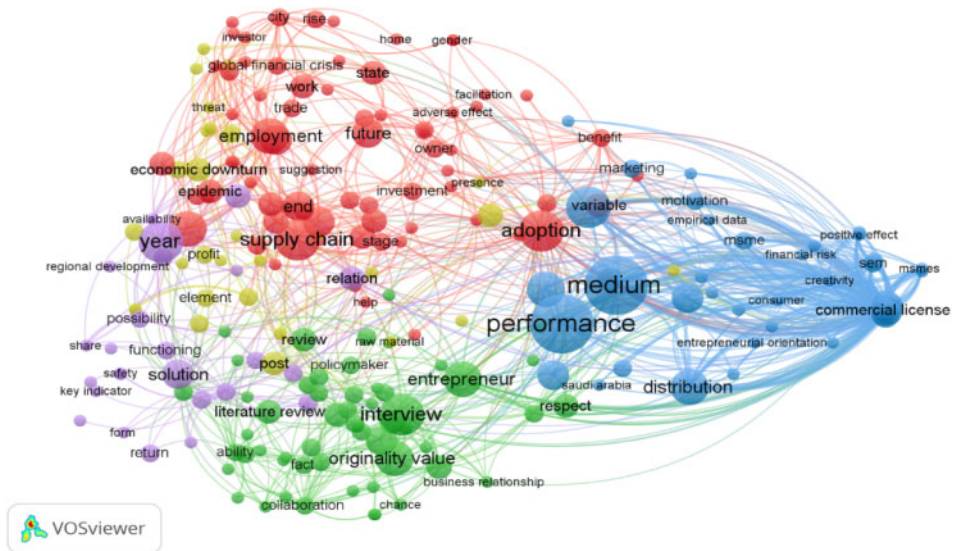 city
rise
investor
home
gender
global financial crisis
state
work
facilitation
threat
trade
adverse effect
employment
future
benefit
owner
economic downturn
suggestion
marketing
presence
epidemic
investment
motivation
end
variable
availability
empirical data
year
supply chain
stage
adoption
msme
positive effect
profit
financial risk
sem
regional development
relation
msmes
medium
creativity
element
help
consumer
commercial license
possibility
performance
review
raw material
entrepreneurial orientation
share
functioning
post
policymaker
safety
solution
entrepreneur
saudi arabia
distribution
key indicator
literature review
interview
respect
form
return
ability
fact
originality value
business relationship
collaboration
chance
VOSviewer